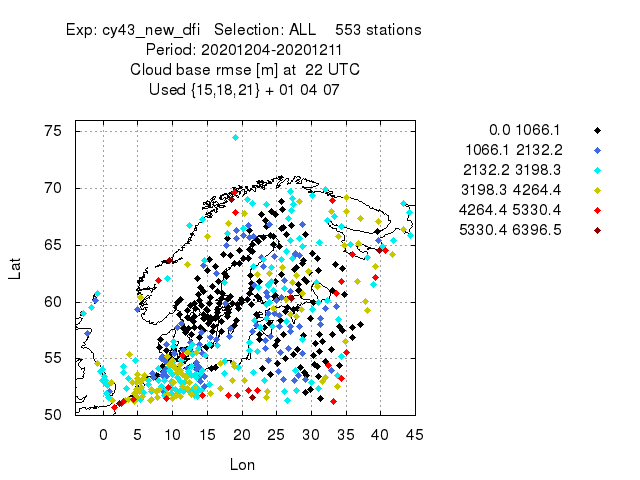 Exp: cy43_new_dfi   Selection: ALL    553 stations
Period: 20201204-20201211
Cloud base rmse [m] at  22 UTC
Used {15,18,21} + 01 04 07
0.0 1066.1
1066.1 2132.2
2132.2 3198.3
3198.3 4264.4
4264.4 5330.4
5330.4 6396.5
75
70
65
60
55
50
Lat
0 5 10 15 20 25 30 35 40 45
Lon